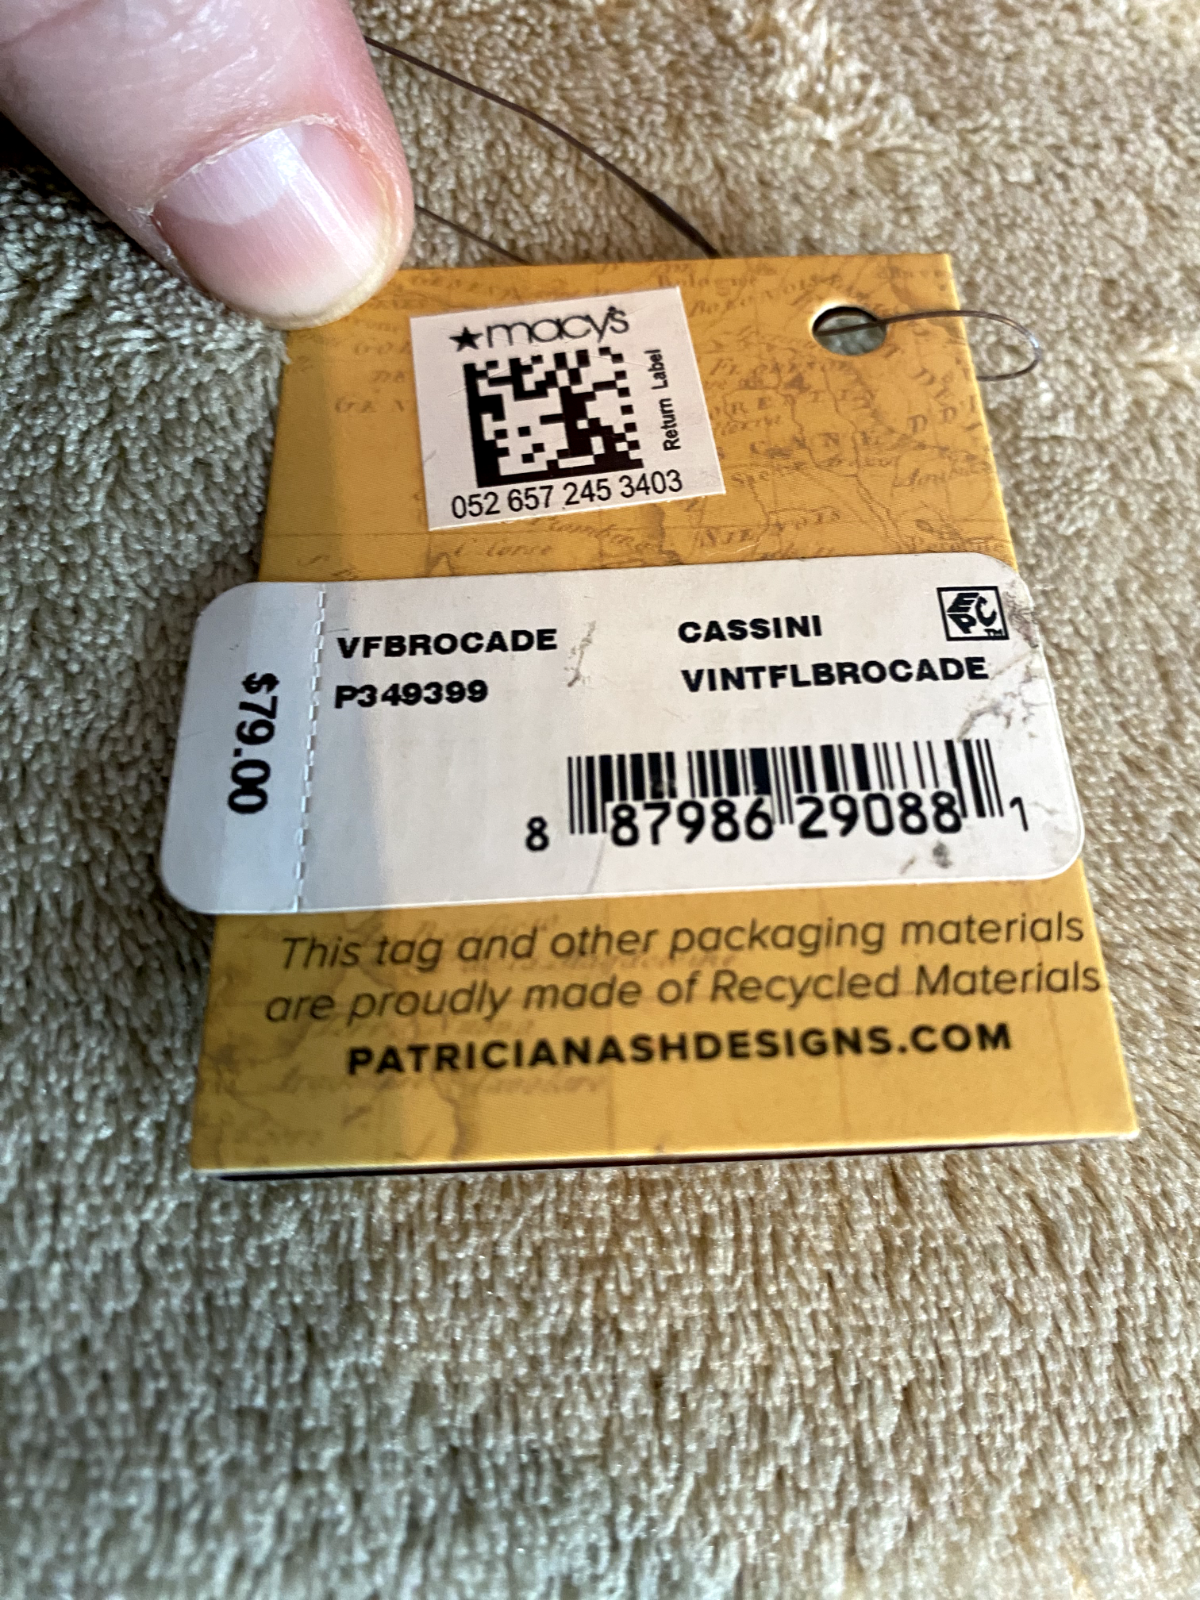 ★macy's
Return Label
052 657 245 3403
VFBROCADE
CASSINI
EPC™
P349399
VINTFLBROCADE
$79.00
8 87986 29088 1
This tag and other packaging materials
are proudly made of Recycled Materials
PATRICIANASHDESIGNS.COM